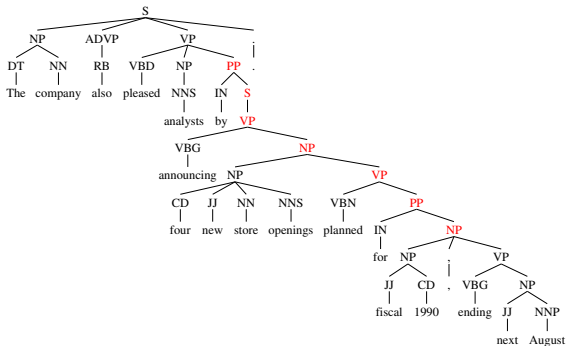 S
NP ADVP VP .
DT NN RB VBD NP PP .
The company also pleased NNS IN S
analysts by VP
VBG NP
announcing NP VP
CD JJ NN NNS VBN PP
four new store openings planned IN NP
for NP , VP
JJ CD , VBG NP
fiscal 1990 ending JJ NNP
next August